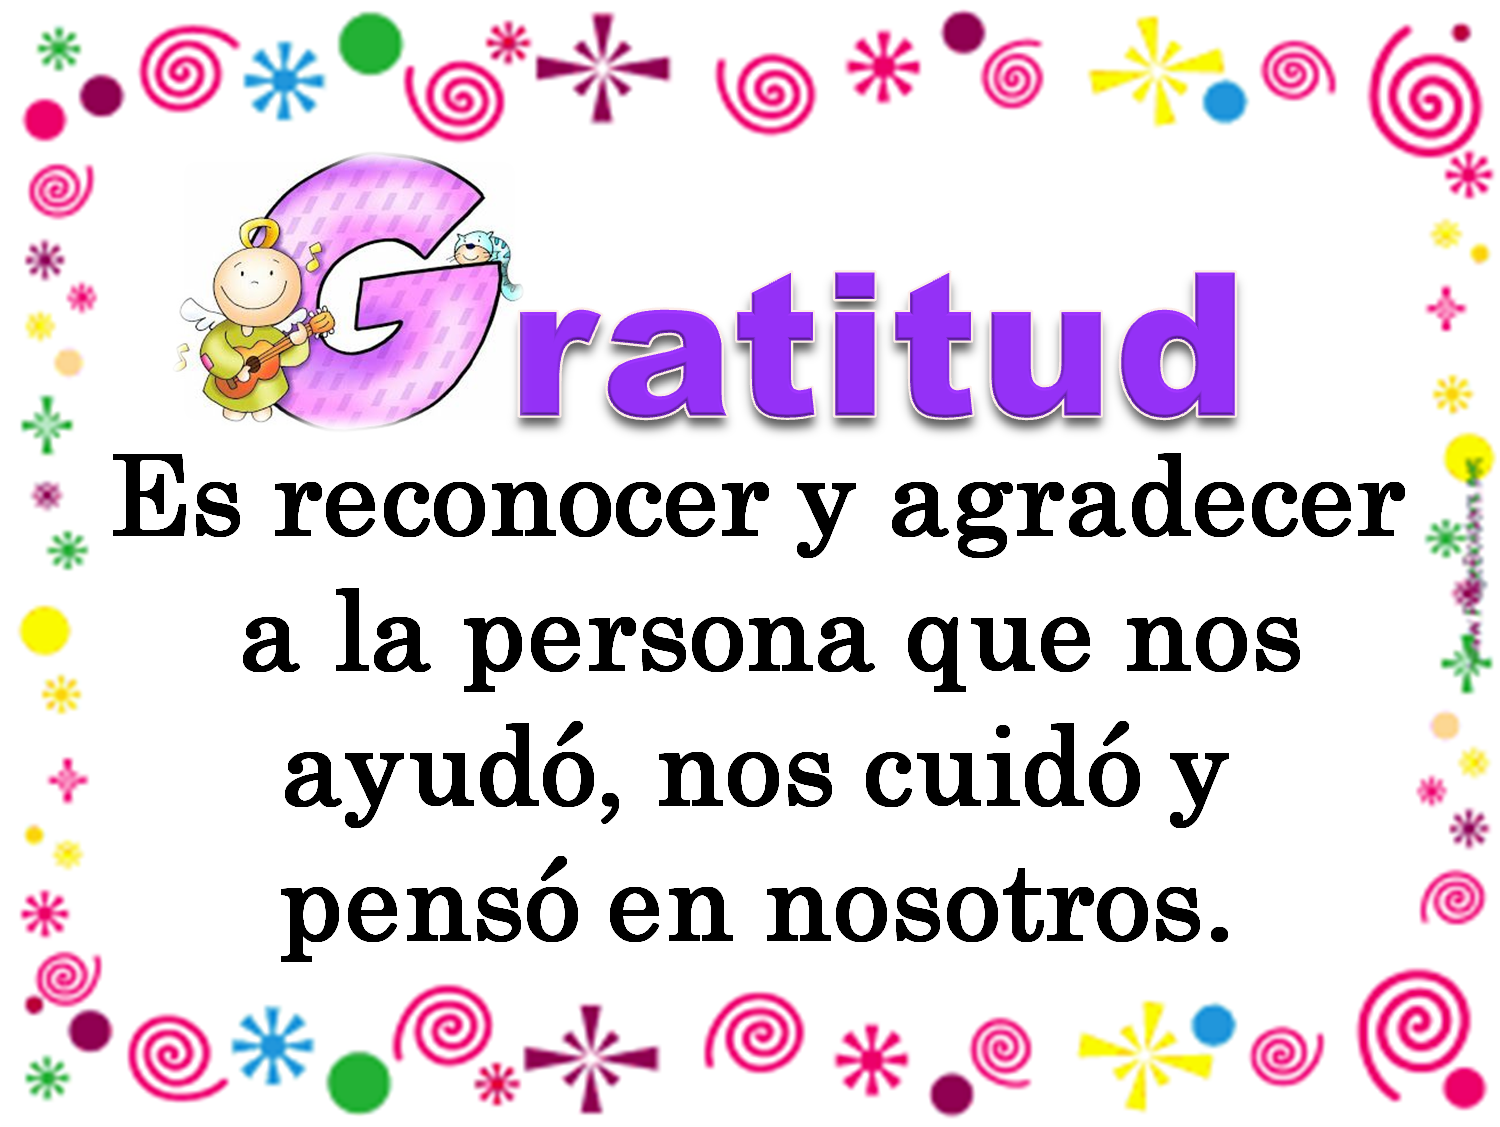 Gratitud
Es reconocer y agradecer
a la persona que nos
ayudó, nos cuidó y
pensó en nosotros.